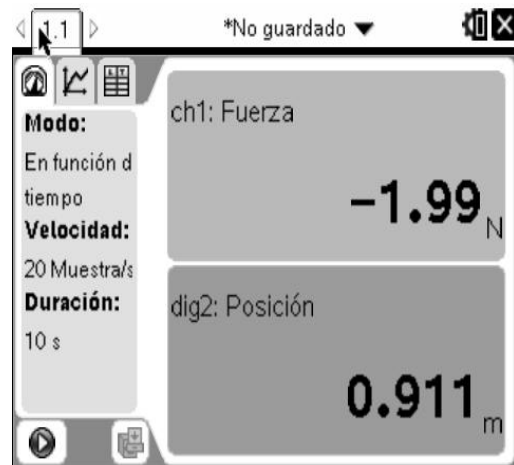 1.1
*No guardado
Modo:
En función d
tiempo
Velocidad:
20 Muestra/s
Duración:
10 s
ch1: Fuerza
-1.99 N
dig2: Posición
0.911 m